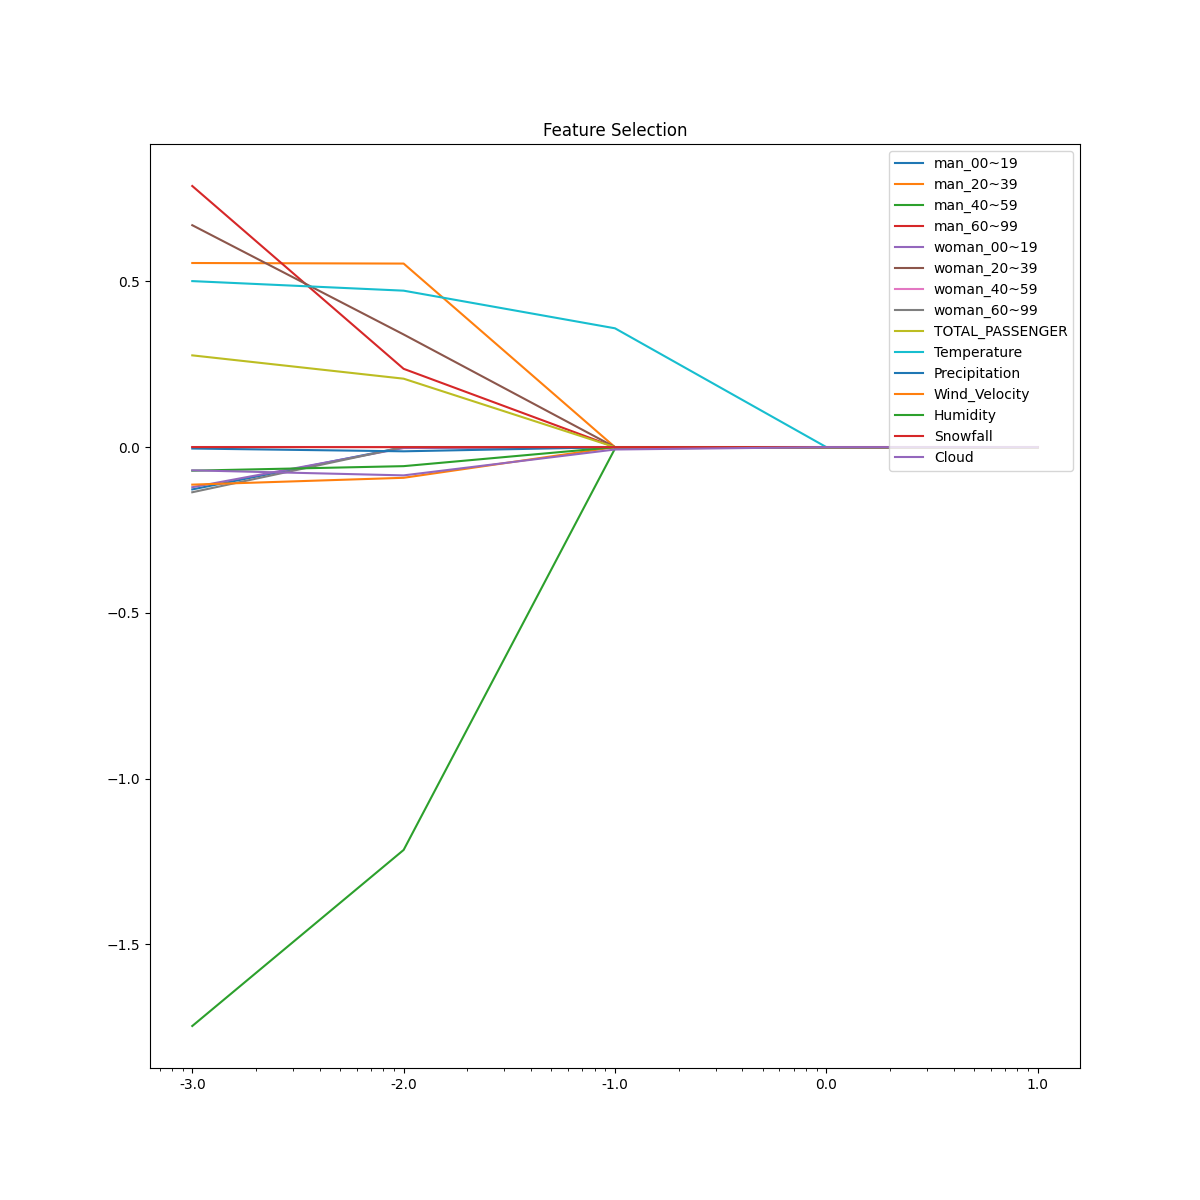 Feature Selection
man_00~19
man_20~39
man_40~59
man_60~99
woman_00~19
woman_20~39
woman_40~59
woman_60~99
TOTAL_PASSENGER
Temperature
Precipitation
Wind_Velocity
Humidity
Snowfall
Cloud
0.5
0.0
−0.5
−1.0
−1.5
-3.0 -2.0 -1.0 0.0 1.0